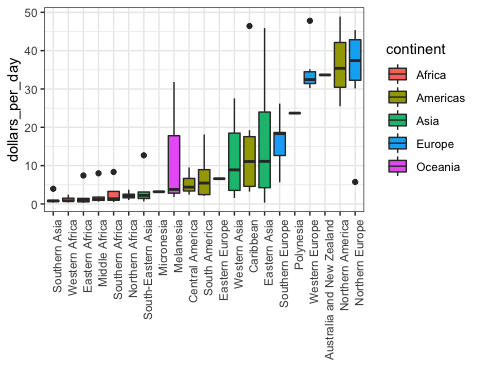 dollars_per_day
50
40
30
20
10
0
Southern Asia
Western Africa
Eastern Africa
Middle Africa
Southern Africa
Northern Africa
South-Eastern Asia
Micronesia
Melanesia
Central America
South America
Eastern Europe
Western Asia
Caribbean
Eastern Asia
Southern Europe
Polynesia
Western Europe
Australia and New Zealand
Northern America
Northern Europe
continent
Africa
Americas
Asia
Europe
Oceania